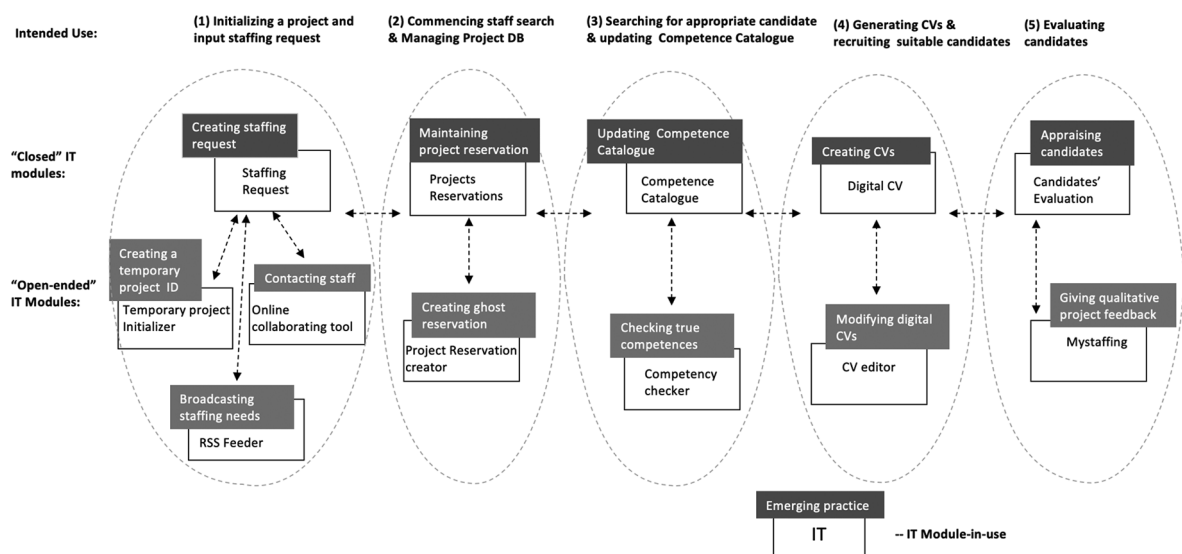 Intended Use:
(1) Initializing a project and
input staffing request
(2) Commencing staff search
& Managing Project DB
(3) Searching for appropriate candidate
& updating Competence Catalogue
(4) Generating CVs &
recruiting suitable candidates
(5) Evaluating
candidates
“Closed” IT
modules:
Creating staffing
request
Staffing
Request
Maintaining
project reservation
Projects
Reservations
Updating Competence
Catalogue
Competence
Catalogue
Creating CVs
Digital CV
Appraising
candidates
Candidates’
Evaluation
“Open-ended”
IT Modules:
Creating a
temporary
project ID
Temporary project
Initializer
Contacting staff
Online
collaborating tool
Broadcasting
staffing needs
RSS Feeder
Creating ghost
reservation
Project Reservation
creator
Checking true
competences
Competency
checker
Modifying digital
CVs
CV editor
Giving qualitative
project feedback
Mystaffing
Emerging practice
IT
-- IT Module-in-use